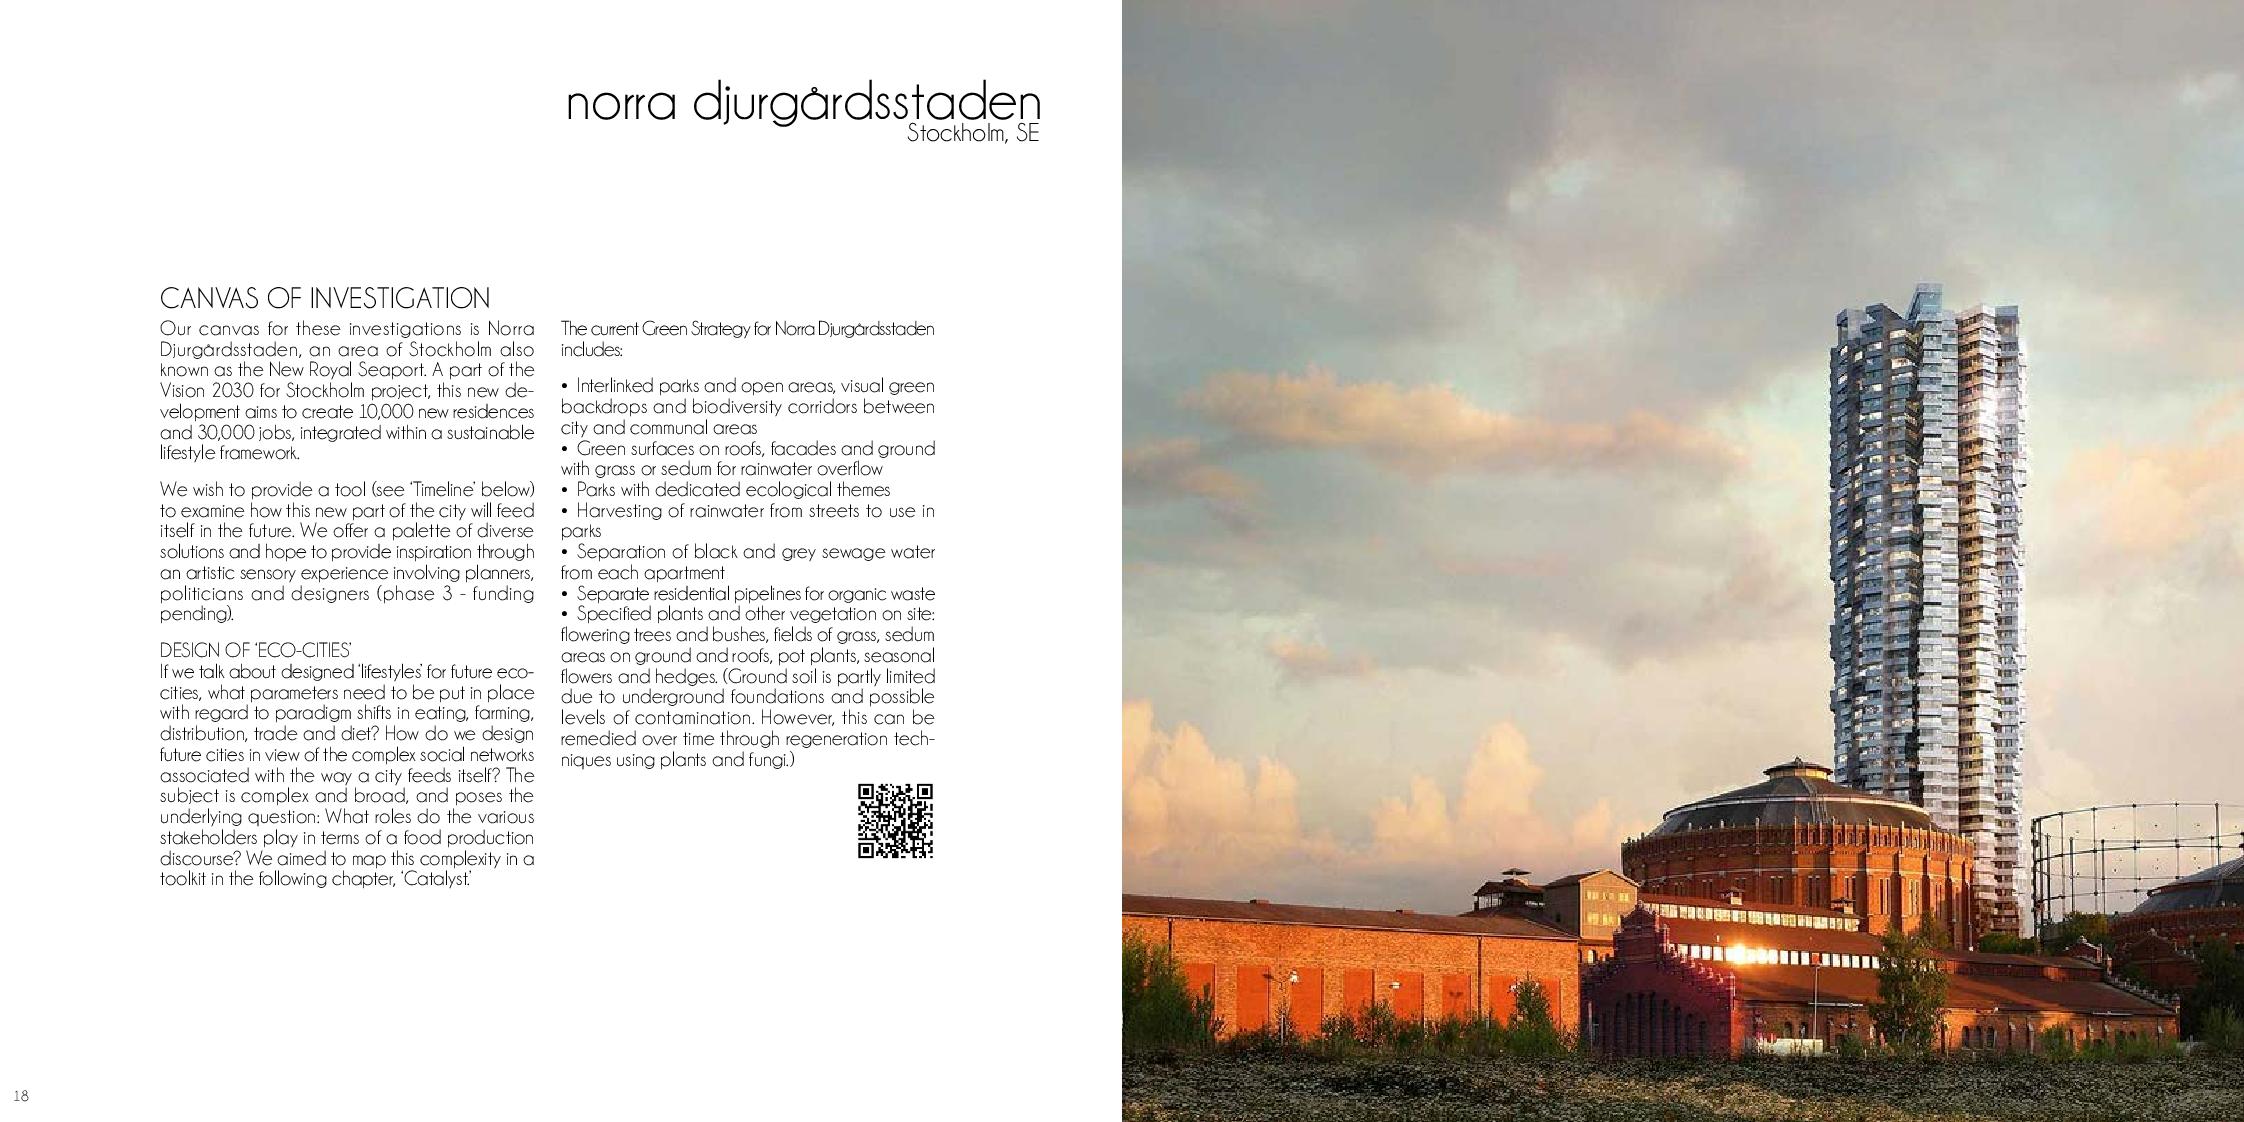 norra djurgårdsstaden
Stockholm, SE
CANVAS OF INVESTIGATION
Our canvas for these investigations is Norra
Djurgårdsstaden, an area of Stockholm also
known as the New Royal Seaport. A part of the
Vision 2030 for Stockholm project, this new de-
velopment aims to create 10,000 new residences
and 30,000 jobs, integrated within a sustainable
lifestyle framework.
We wish to provide a tool (see ‘Timeline’ below)
to examine how this new part of the city will feed
itself in the future. We offer a palette of diverse
solutions and hope to provide inspiration through
an artistic sensory experience involving planners,
politicians and designers (phase 3 - funding
pending).
DESIGN OF ‘ECO-CITIES’
If we talk about designed ‘lifestyles’ for future eco-
cities, what parameters need to be put in place
with regard to paradigm shifts in eating, farming,
distribution, trade and diet? How do we design
future cities in view of the complex social networks
associated with the way a city feeds itself? The
subject is complex and broad, and poses the
underlying question: What roles do the various
stakeholders play in terms of a food production
discourse? We aimed to map this complexity in a
toolkit in the following chapter, ‘Catalyst.’
The current Green Strategy for Norra Djurgårdsstaden
includes:
• Interlinked parks and open areas, visual green
backdrops and biodiversity corridors between
city and communal areas
• Green surfaces on roofs, facades and ground
with grass or sedum for rainwater overflow
• Parks with dedicated ecological themes
• Harvesting of rainwater from streets to use in
parks
• Separation of black and grey sewage water
from each apartment
• Separate residential pipelines for organic waste
• Specified plants and other vegetation on site:
flowering trees and bushes, fields of grass, sedum
areas on ground and roofs, pot plants, seasonal
flowers and hedges. (Ground soil is partly limited
due to underground foundations and possible
levels of contamination. However, this can be
remedied over time through regeneration tech-
niques using plants and fungi.)
18